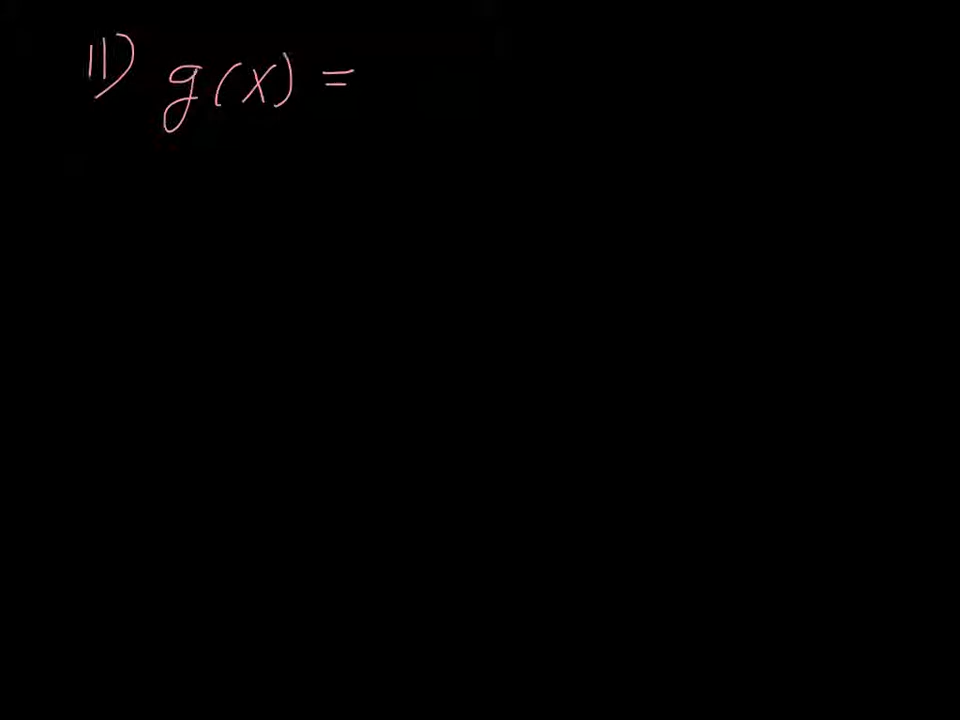 11) g(x) =